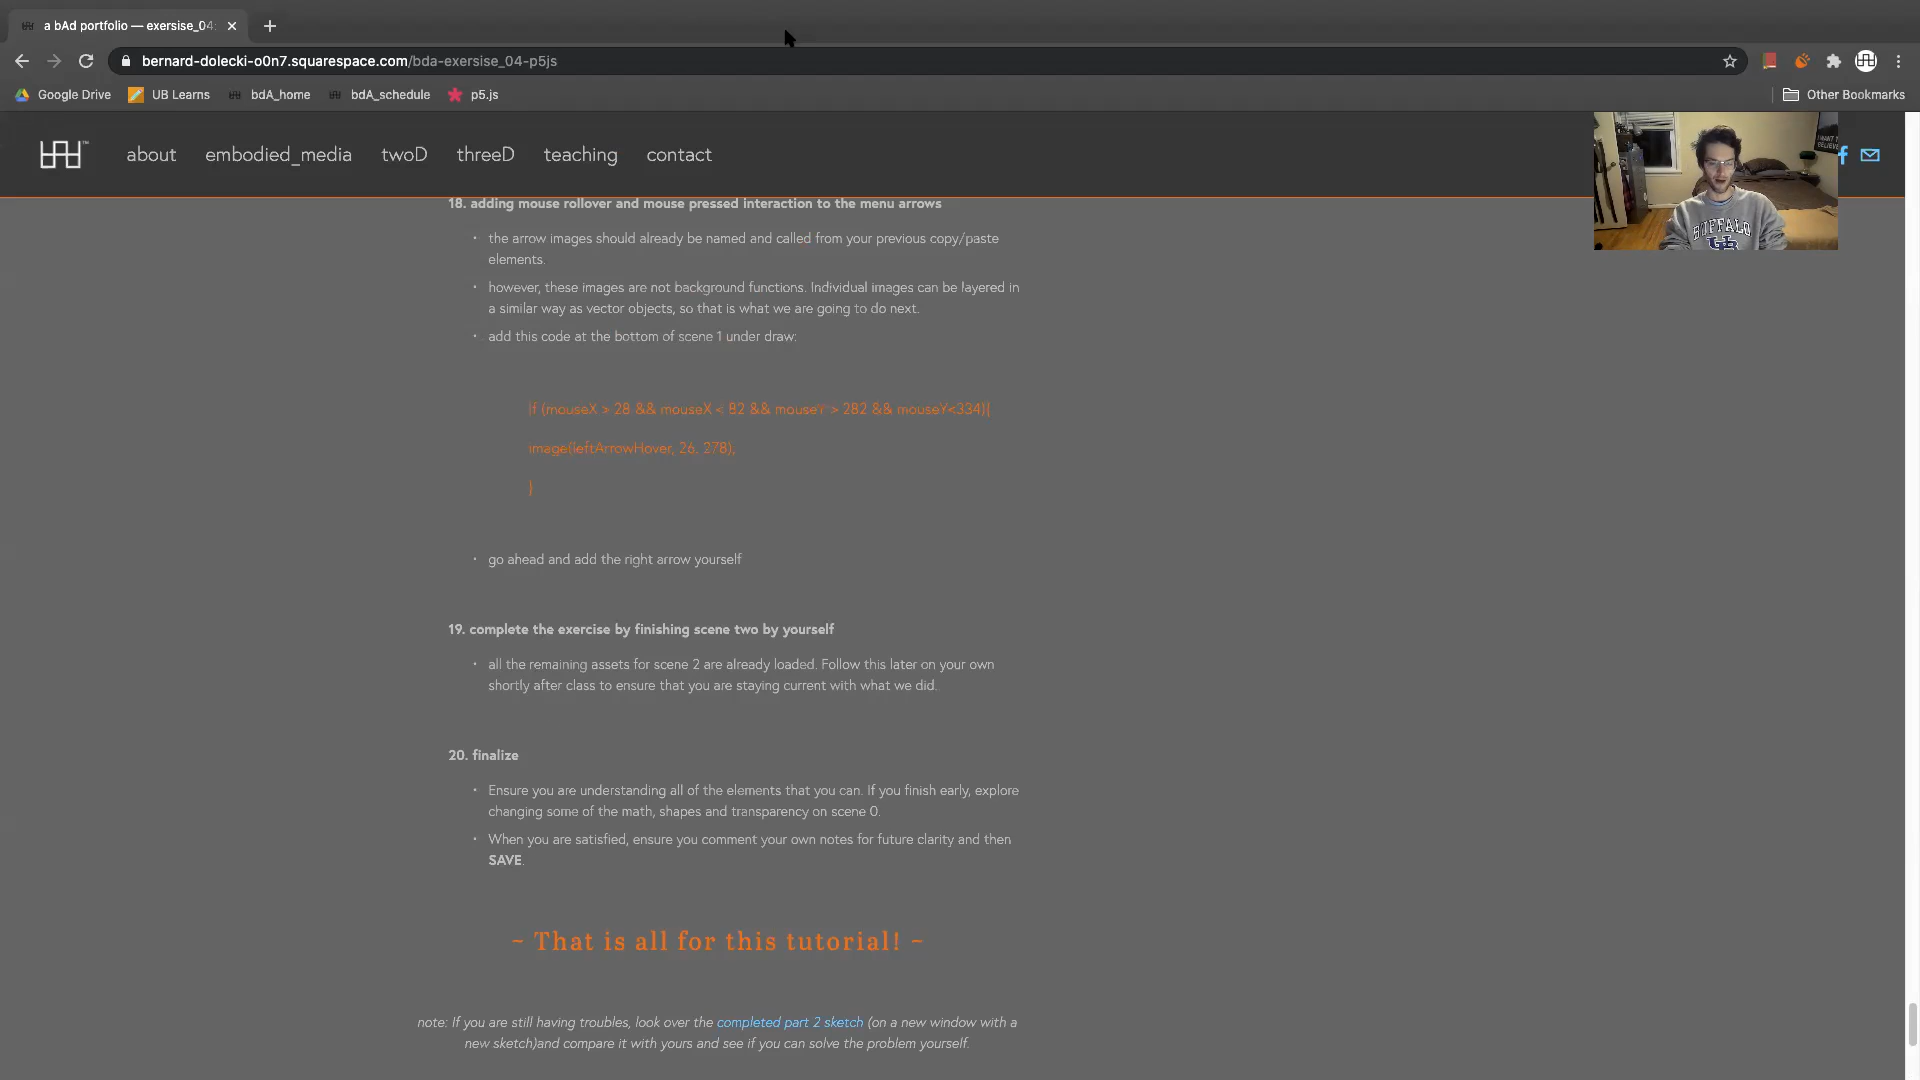 a bAd portfolio — exersise_04:
bernard-dolecki-o0n7.squarespace.com/bda-exersise_04-p5js
Google Drive UB Learns bdA_home bdA_schedule p5.js Other Bookmarks
about embodied_media twoD threeD teaching contact
18. adding mouse rollover and mouse pressed interaction to the menu arrows
the arrow images should already be named and called from your previous copy/paste
elements.
however, these images are not background functions. Individual images can be layered in
a similar way as vector objects, so that is what we are going to do next.
add this code at the bottom of scene 1 under draw:
if (mouseX > 28 && mouseX < 82 && mouseY > 282 && mouseY<334){
image(leftArrowHover, 26, 278);
}
go ahead and add the right arrow yourself
19. complete the exercise by finishing scene two by yourself
all the remaining assets for scene 2 are already loaded. Follow this later on your own
shortly after class to ensure that you are staying current with what we did.
20. finalize
Ensure you are understanding all of the elements that you can. If you finish early, explore
changing some of the math, shapes and transparency on scene 0.
When you are satisfied, ensure you comment your own notes for future clarity and then
SAVE.
~ That is all for this tutorial! ~
note: If you are still having troubles, look over the completed part 2 sketch (on a new window with a
new sketch)and compare it with yours and see if you can solve the problem yourself.
BUFFALO
UB